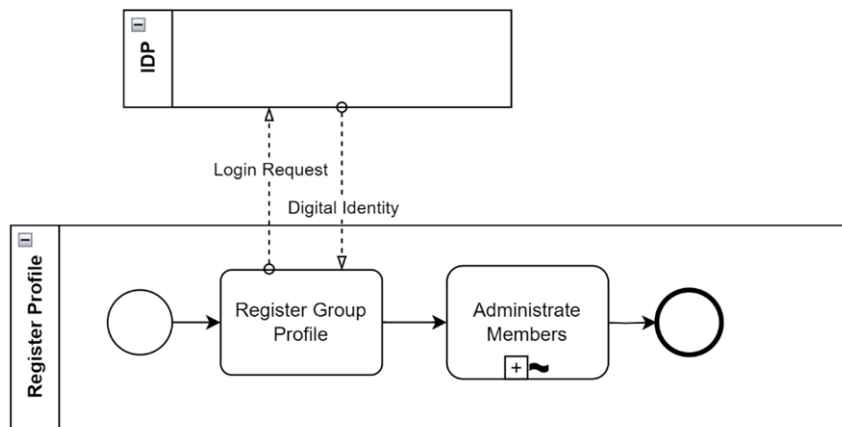 IDP
Login Request
Digital Identity
Register Profile
Register Group
Profile
Administrate
Members